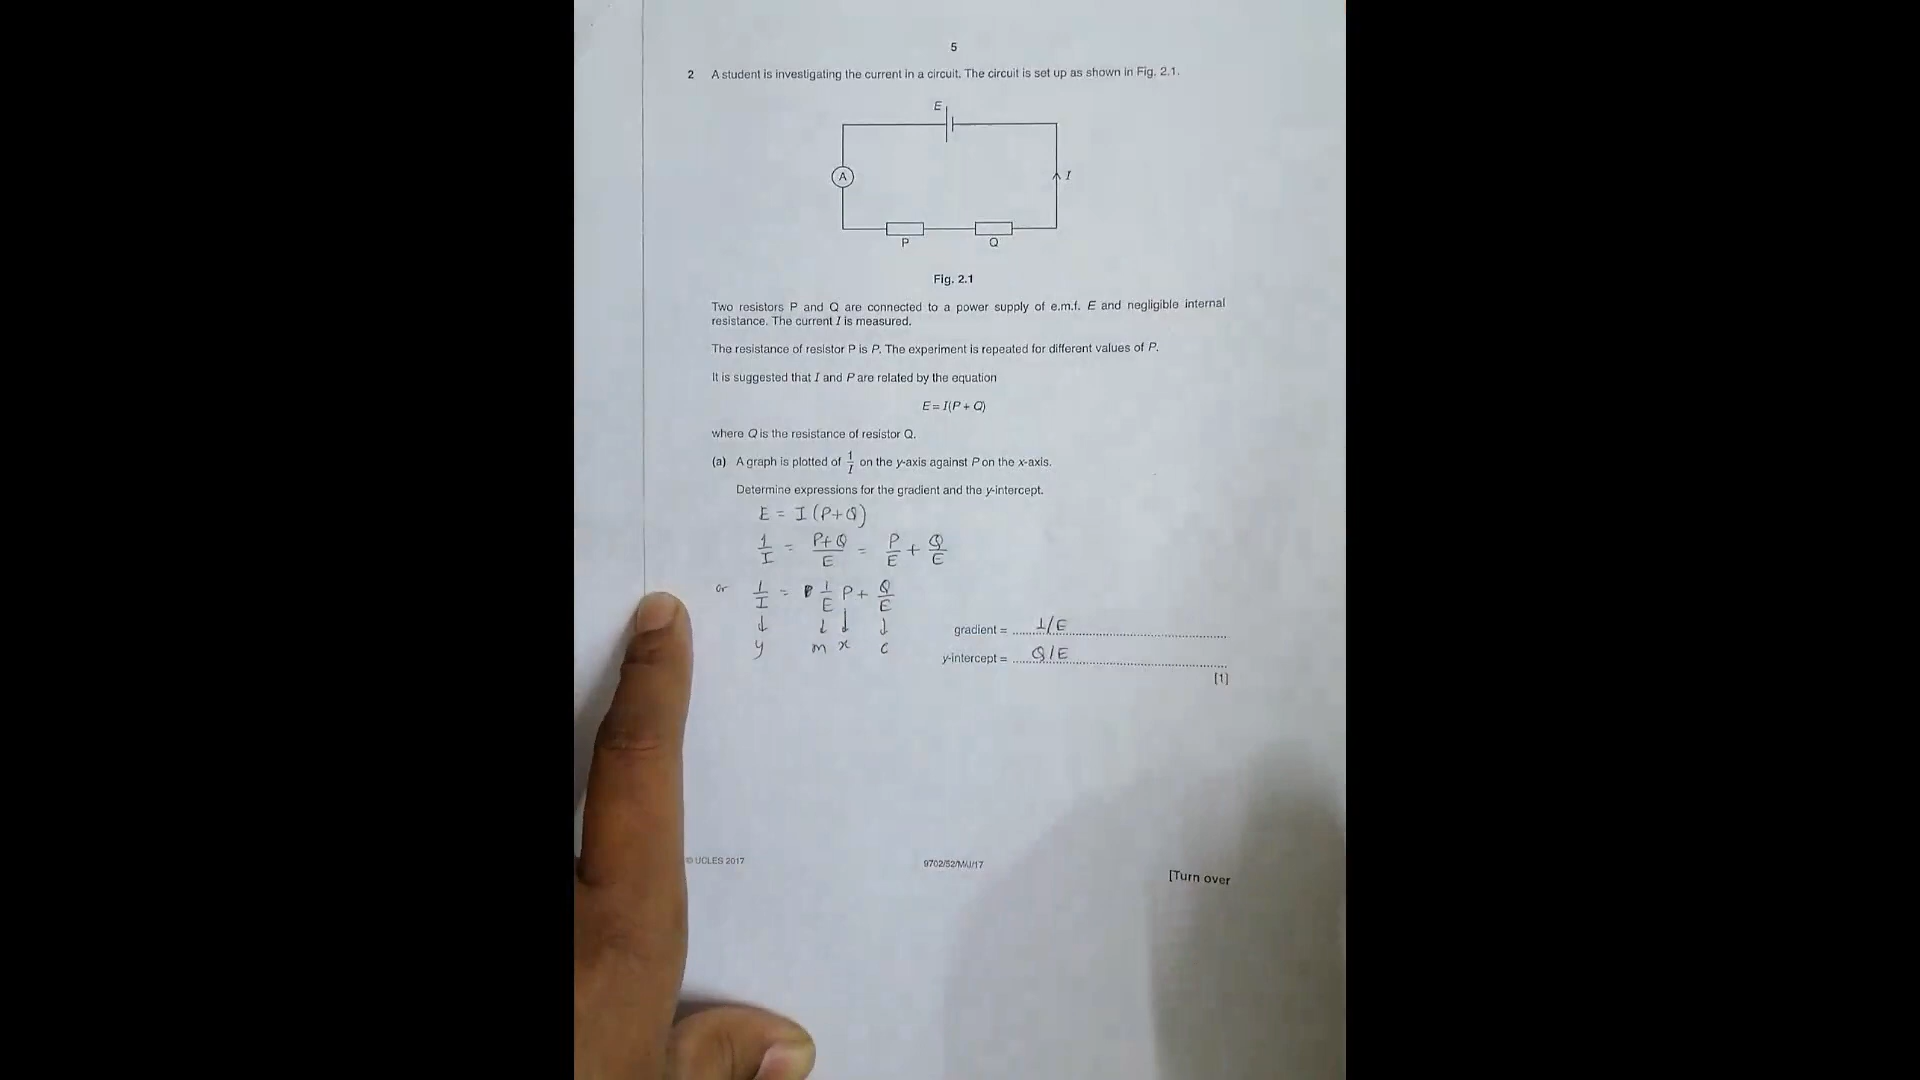 5
2 A student is investigating the current in a circuit. The circuit is set up as shown in Fig. 2.1.
E
A
I
P Q
Fig. 2.1
Two resistors P and Q are connected to a power supply of e.m.f. E and negligible internal
resistance. The current I is measured.
The resistance of resistor P is P. The experiment is repeated for different values of P.
It is suggested that I and P are related by the equation
E = I(P + Q)
where Q is the resistance of resistor Q.
(a) A graph is plotted of 1/I on the y-axis against P on the x-axis.
Determine expressions for the gradient and the y-intercept.
E = I (P+Q)
1/I = P+Q/E = P/E + Q/E
or 1/I = 1/E P + Q/E
↓ ↓ ↓ ↓
y m x c
gradient = 1/E
y-intercept = Q/E
[1]
© UCLES 2017
9702/52/M/J/17
[Turn over